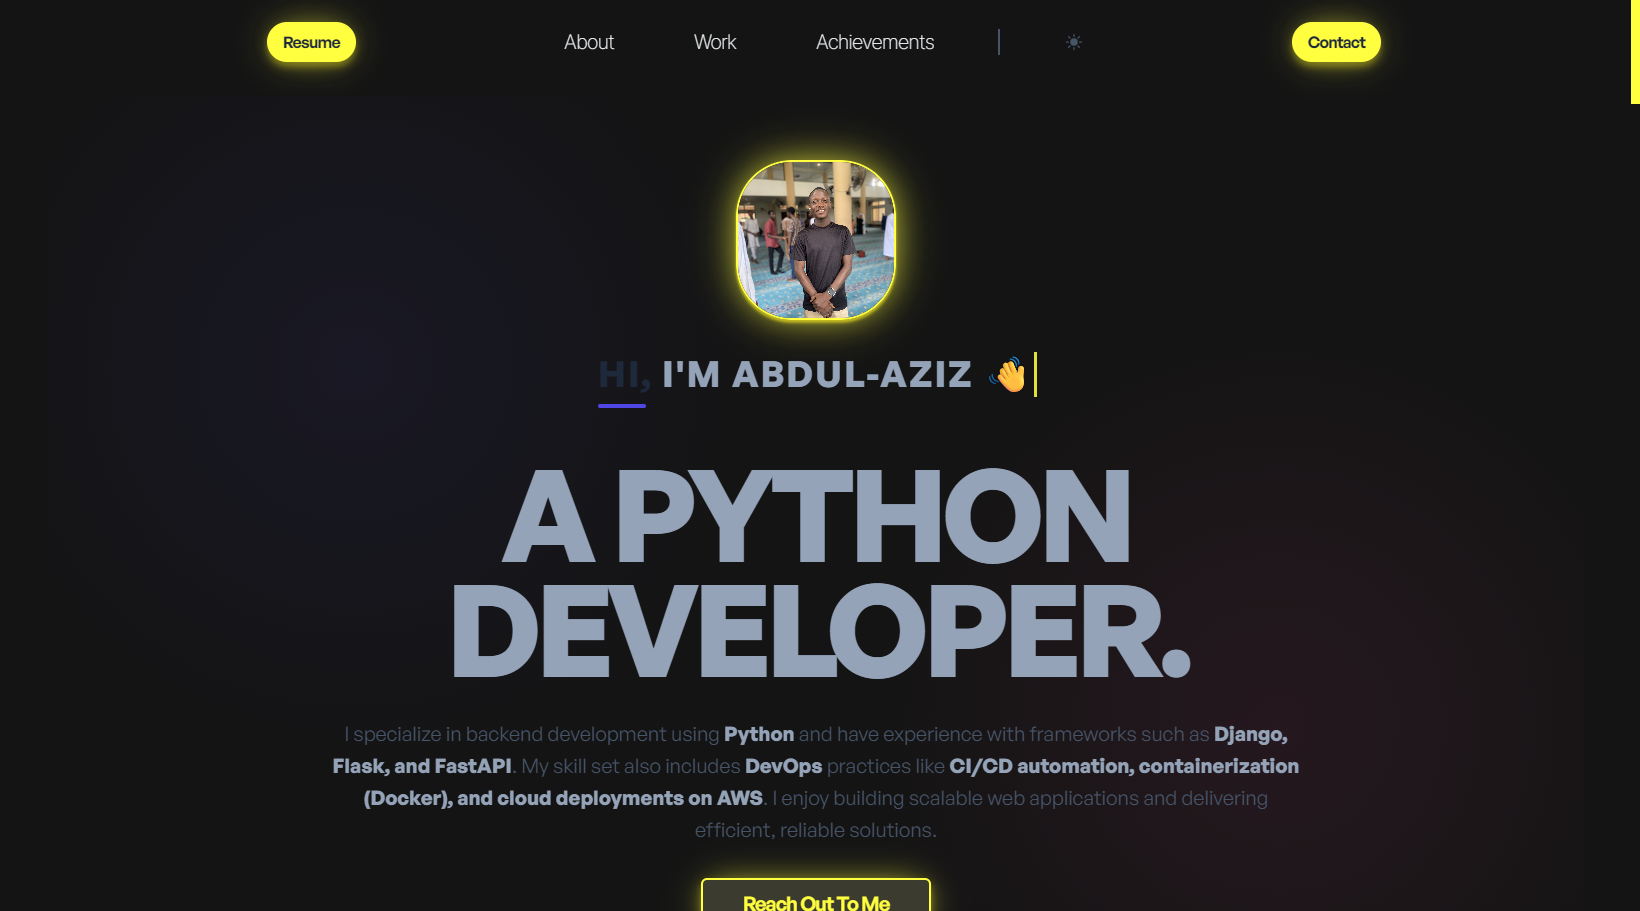 Resume About Work Achievements Contact
HI, I'M ABDUL-AZIZ 👋
A PYTHON
DEVELOPER.
I specialize in backend development using Python and have experience with frameworks such as Django,
Flask, and FastAPI. My skill set also includes DevOps practices like CI/CD automation, containerization
(Docker), and cloud deployments on AWS. I enjoy building scalable web applications and delivering
efficient, reliable solutions.
Reach Out To Me